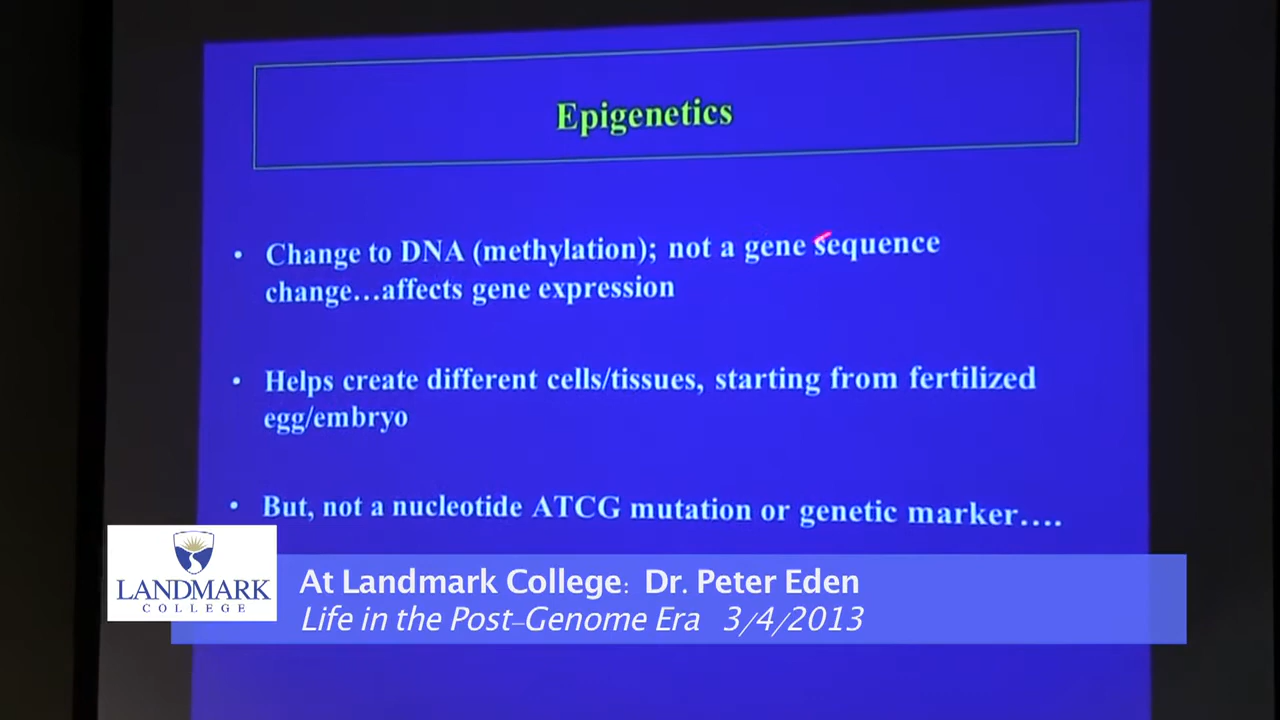 Epigenetics
• Change to DNA (methylation); not a gene sequence
change…affects gene expression
• Helps create different cells/tissues, starting from fertilized
egg/embryo
• But, not a nucleotide ATCG mutation or genetic marker….
LANDMARK
COLLEGE
At Landmark College: Dr. Peter Eden
Life in the Post-Genome Era 3/4/2013